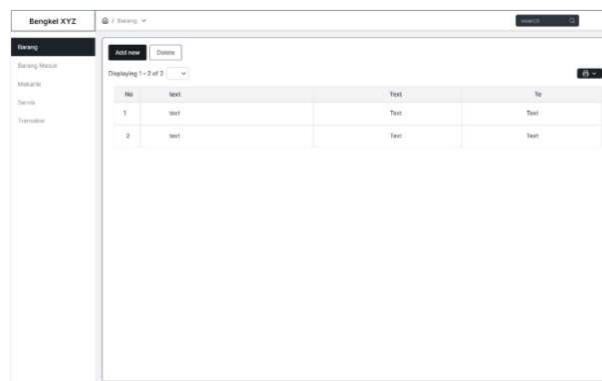 Bengkel XYZ
/ Barang
search
Barang
Barang Masuk
Mekanik
Servis
Transaksi
Add new
Delete
Displaying 1 - 2 of 2
No text Text To
1 text Text Text
2 text Text Text